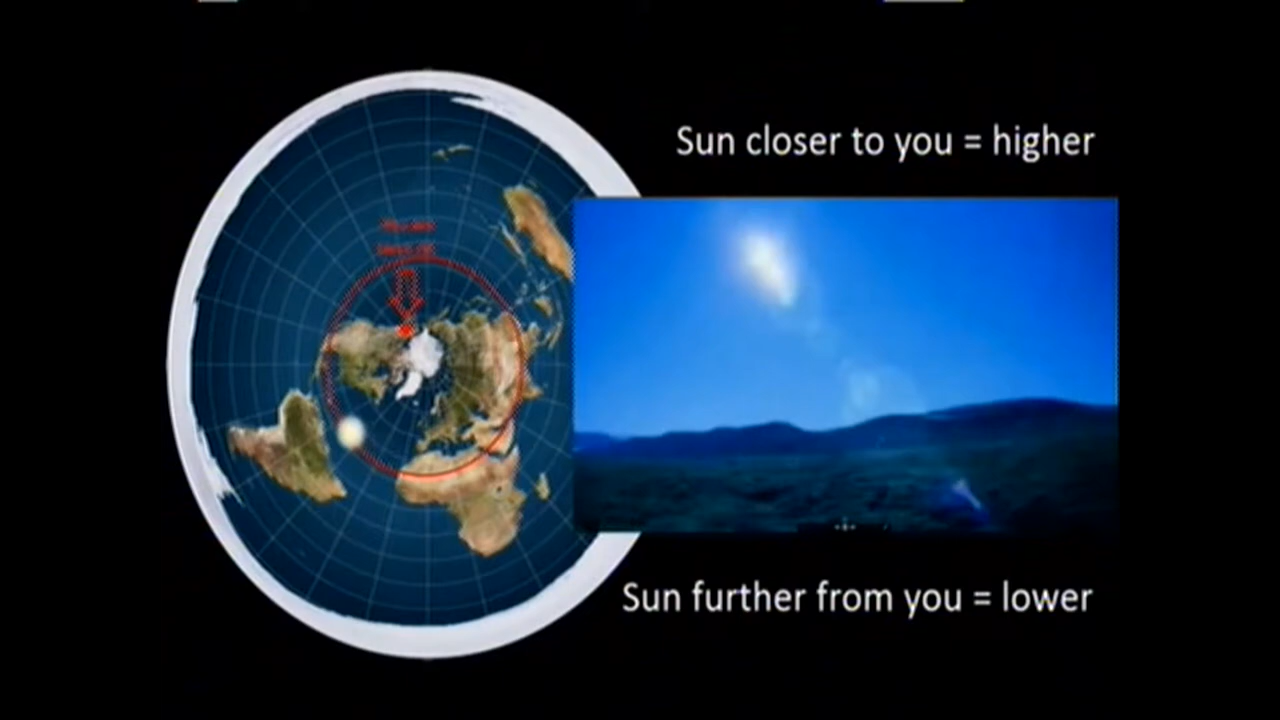 Sun closer to you = higher
Sun further from you = lower